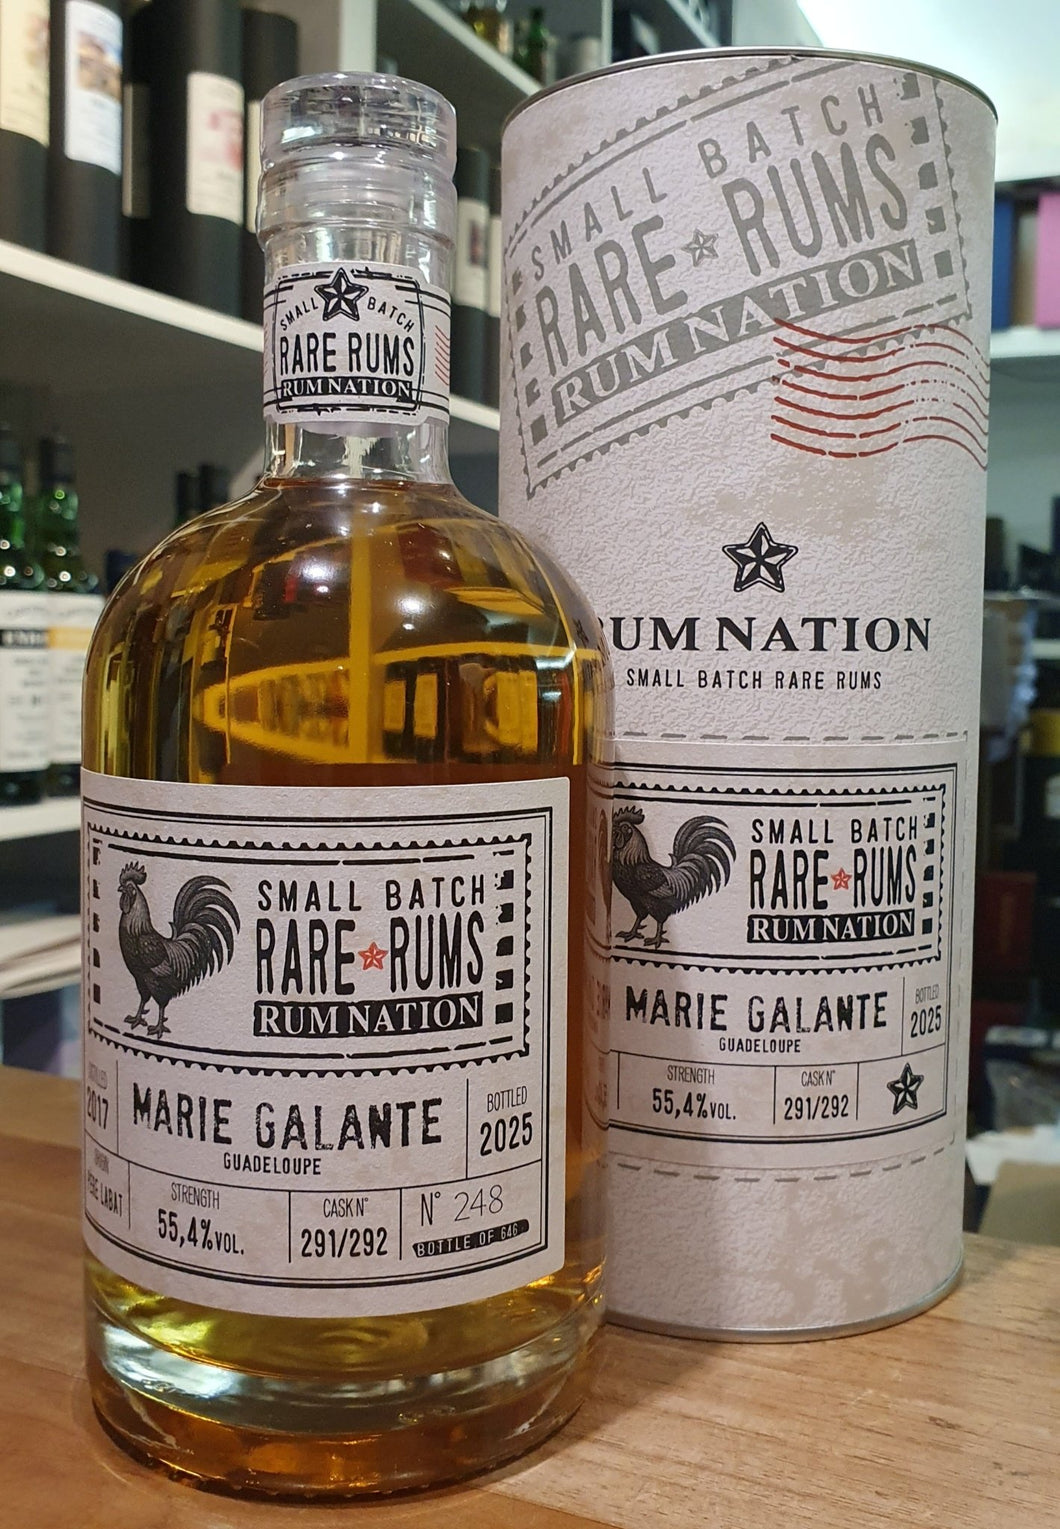 SMALL BATCH
RARE RUMS
RUM NATION
SMALL BATCH
RARE RUMS
RUM NATION
2017
MARIE GALANTE
GUADELOUPE
BOTTLED
2025
PÈRE LABAT
STRENGTH
55,4%VOL.
CASK N°
291/292
N° 248
BOTTLE OF 646
SMALL BATCH
RARE RUMS
RUM NATION
UM NATION
SMALL BATCH RARE RUMS
SMALL BATCH
RARE RUMS
RUM NATION
MARIE GALANTE
GUADELOUPE
BOTTLED
2025
STRENGTH
55,4%VOL.
CASK N°
291/292